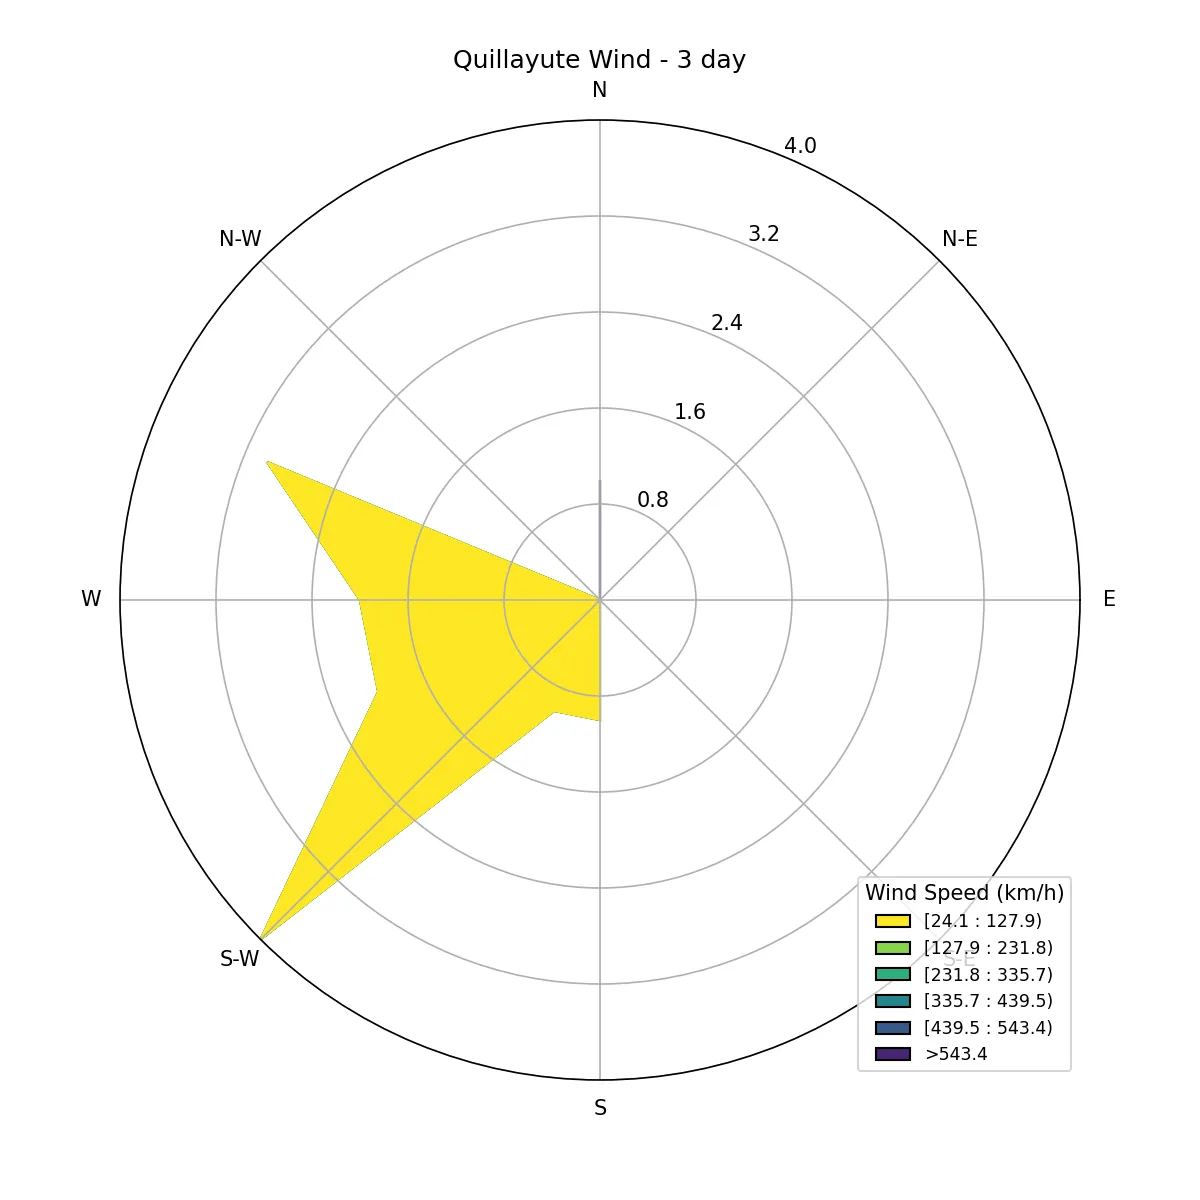 Quillayute Wind - 3 day
N
4.0
N-W
3.2
N-E
2.4
1.6
0.8
W
E
Wind Speed (km/h)
[24.1 : 127.9)
[127.9 : 231.8)
S-W
S-E
[231.8 : 335.7)
[335.7 : 439.5)
[439.5 : 543.4)
>543.4
S